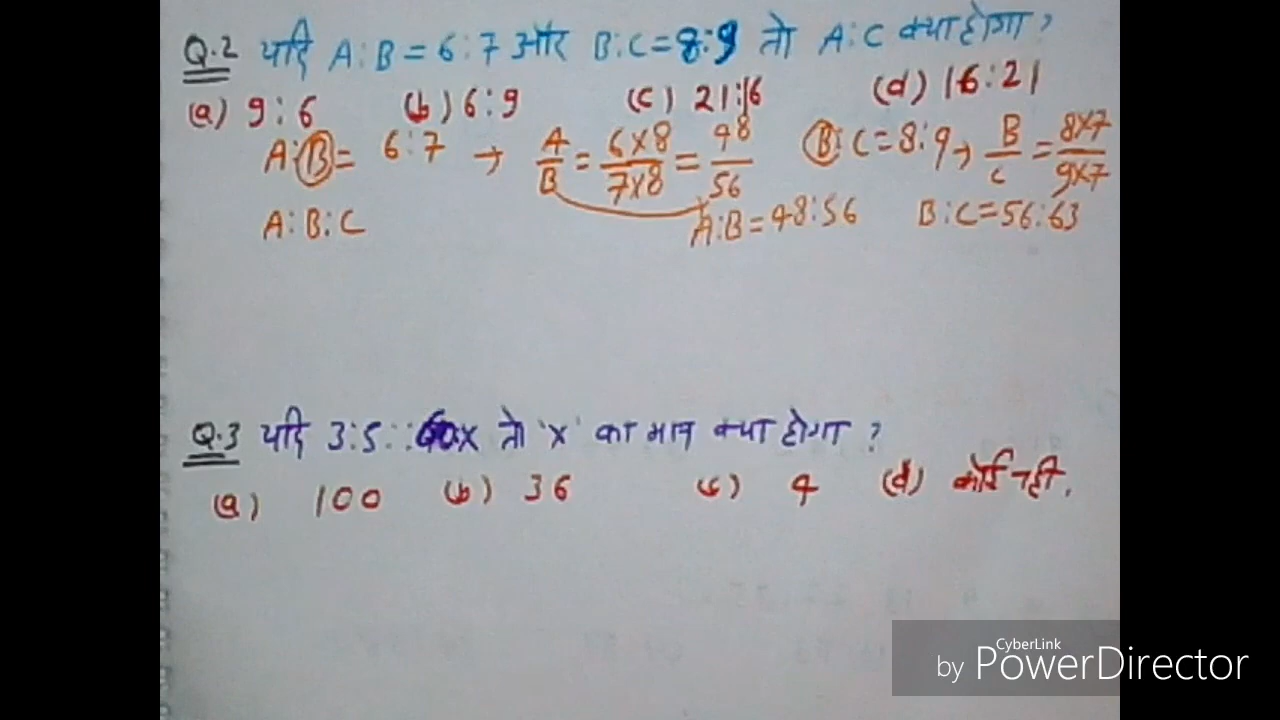 Q.2 यदि A:B = 6:7 और B:C = 8:9 तो A:C क्या होगा ?
(a) 9:6 (b) 6:9 (c) 21:16 (d) 16:21
A:B = 6:7 → A/B = 6×8/7×8 = 48/56 B:C = 8:9 → B/C = 8×7/9×7
A:B:C A:B = 48:56 B:C = 56:63
Q.3 यदि 3:5:: x तो 'x' का मान क्या होगा ?
(a) 100 (b) 36 (c) 4 (d) कोई नही.
CyberLink
by PowerDirector